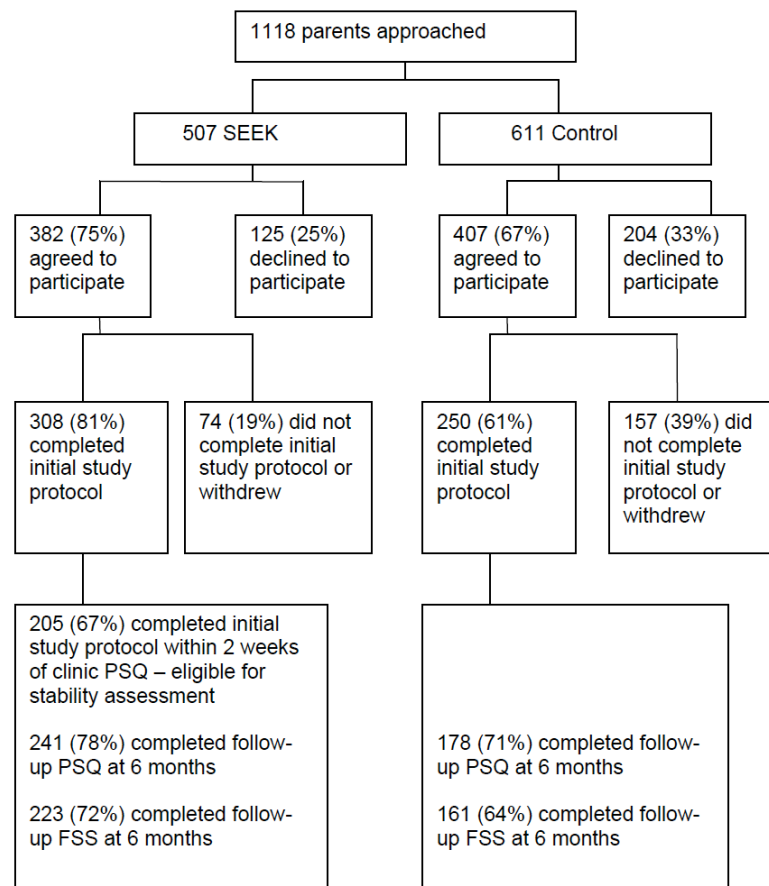 1118 parents approached
507 SEEK
611 Control
382 (75%)
agreed to
participate
125 (25%)
declined to
participate
407 (67%)
agreed to
participate
204 (33%)
declined to
participate
308 (81%)
completed
initial study
protocol
74 (19%) did not
complete initial
study protocol or
withdrew
250 (61%)
completed
initial study
protocol
157 (39%) did
not complete
initial study
protocol or
withdrew
205 (67%) completed initial
study protocol within 2 weeks
of clinic PSQ – eligible for
stability assessment
241 (78%) completed follow-
up PSQ at 6 months
223 (72%) completed follow-
up FSS at 6 months
178 (71%) completed follow-
up PSQ at 6 months
161 (64%) completed follow-
up FSS at 6 months